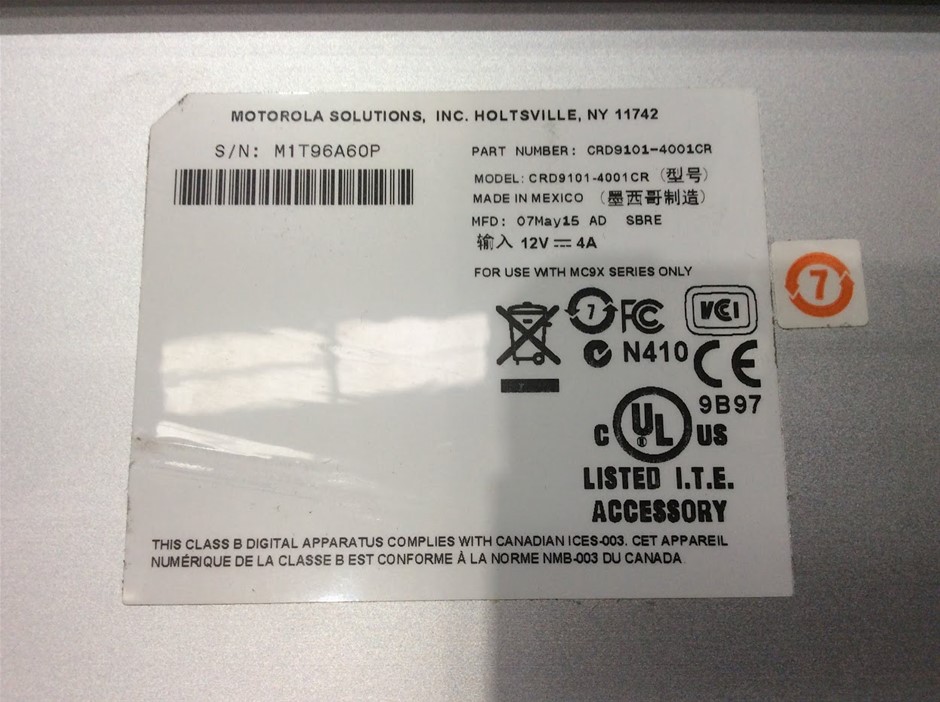 MOTOROLA SOLUTIONS, INC. HOLTSVILLE, NY 11742
S/N: M1T96A60P
PART NUMBER: CRD9101-4001CR
MODEL: CRD9101-4001CR (型号)
MADE IN MEXICO (墨西哥制造)
MFD: 07May15 AD SBRE
输入 12V ⎓ 4A
FOR USE WITH MC9X SERIES ONLY
7
FC
VCI
N410
CE
9B97
C UL US
®
LISTED I.T.E.
ACCESSORY
THIS CLASS B DIGITAL APPARATUS COMPLIES WITH CANADIAN ICES-003. CET APPAREIL
NUMÉRIQUE DE LA CLASSE B EST CONFORME À LA NORME NMB-003 DU CANADA
7